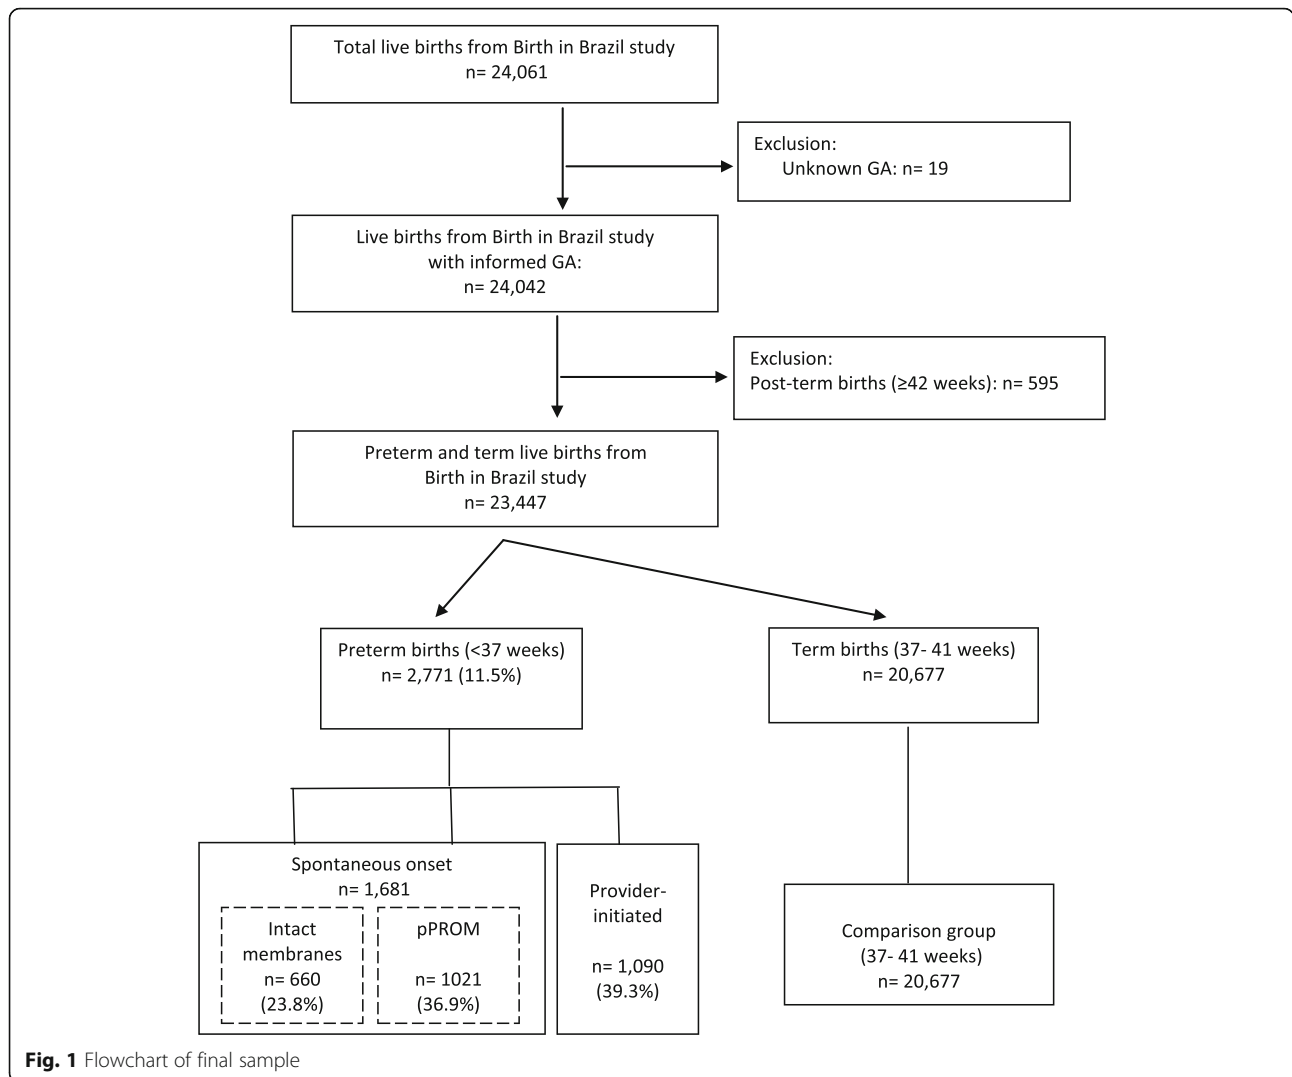 Total live births from Birth in Brazil study
n= 24,061
Exclusion:
Unknown GA: n= 19
Live births from Birth in Brazil study
with informed GA:
n= 24,042
Exclusion:
Post-term births (≥42 weeks): n= 595
Preterm and term live births from
Birth in Brazil study
n= 23,447
Preterm births (<37 weeks)
n= 2,771 (11.5%)
Term births (37- 41 weeks)
n= 20,677
Spontaneous onset
n= 1,681
Intact
membranes
n= 660
(23.8%)
pPROM
n= 1021
(36.9%)
Provider-
initiated
n= 1,090
(39.3%)
Comparison group
(37- 41 weeks)
n= 20,677
Fig. 1 Flowchart of final sample